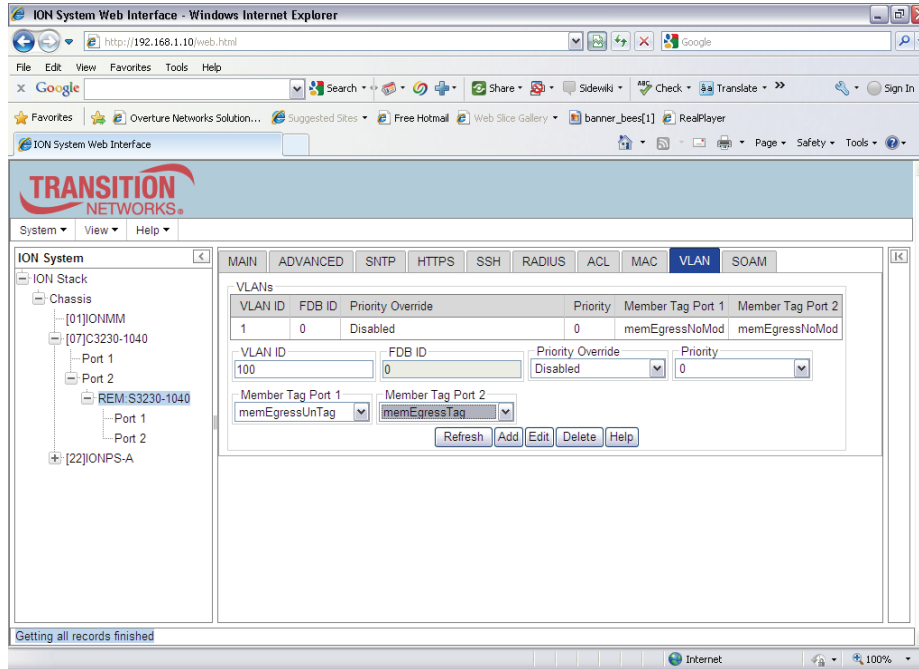 ION System Web Interface - Windows Internet Explorer
http://192.168.1.10/web.html
Google
File Edit View Favorites Tools Help
x Google Search Share Sidewiki ABC Check Translate » Sign In
Favorites Overture Networks Solution... Suggested Sites Free Hotmail Web Slice Gallery banner_bees[1] RealPlayer
ION System Web Interface Page Safety Tools
TRANSITION
NETWORKS®
System View Help
ION System
ION Stack
Chassis
[01]IONMM
[07]C3230-1040
Port 1
Port 2
REM:S3230-1040
Port 1
Port 2
[22]IONPS-A
MAIN ADVANCED SNTP HTTPS SSH RADIUS ACL MAC VLAN SOAM
VLANs
VLAN ID FDB ID Priority Override Priority Member Tag Port 1 Member Tag Port 2
1 0 Disabled 0 memEgressNoMod memEgressNoMod
VLAN ID FDB ID Priority Override Priority
100 0 Disabled 0
Member Tag Port 1 Member Tag Port 2
memEgressUnTag memEgressTag
Refresh Add Edit Delete Help
Getting all records finished
Internet 100%